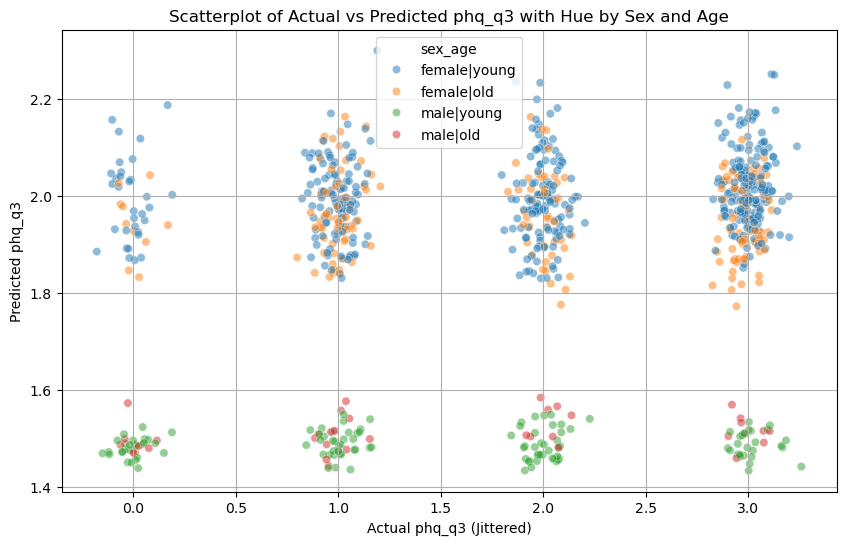 Scatterplot of Actual vs Predicted phq_q3 with Hue by Sex and Age
sex_age
female|young
female|old
male|young
male|old
Predicted phq_q3
2.2
2.0
1.8
1.6
1.4
0.0 0.5 1.0 1.5 2.0 2.5 3.0
Actual phq_q3 (Jittered)